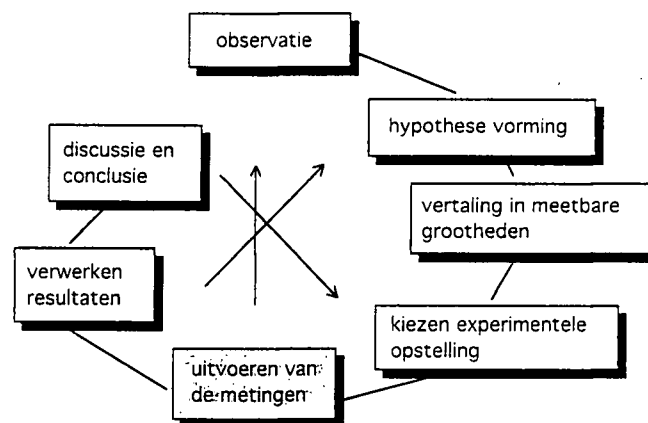 observatie
hypothese vorming
vertaling in meetbare
grootheden
kiezen experimentele
opstelling
uitvoeren van
de metingen
verwerken
resultaten
discussie en
conclusie